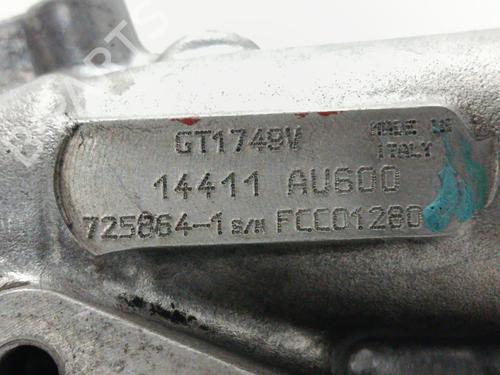 GT1749V
MADE IN
ITALY
14411 AU600
725864-1 S/N FCC01280